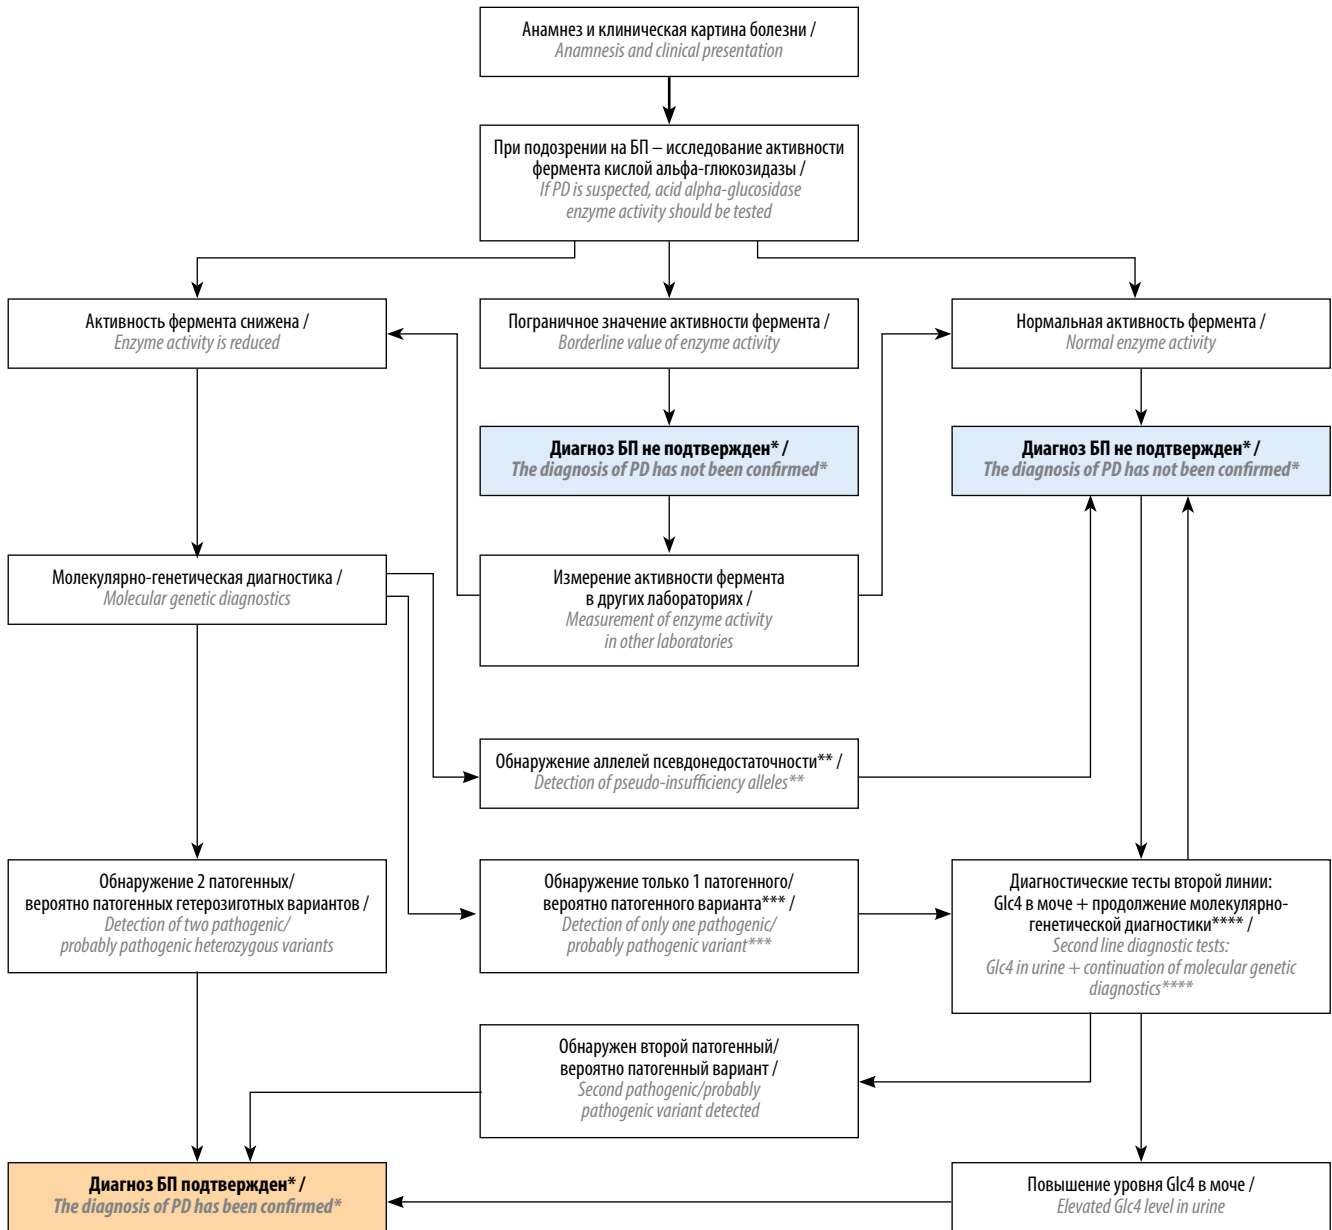 Анамнез и клиническая картина болезни /
Anamnesis and clinical presentation
При подозрении на БП – исследование активности
фермента кислой альфа-глюкозидазы /
If PD is suspected, acid alpha-glucosidase
enzyme activity should be tested
Активность фермента снижена /
Enzyme activity is reduced
Пограничное значение активности фермента /
Borderline value of enzyme activity
Нормальная активность фермента /
Normal enzyme activity
Диагноз БП не подтвержден* /
The diagnosis of PD has not been confirmed*
Диагноз БП не подтвержден* /
The diagnosis of PD has not been confirmed*
Молекулярно-генетическая диагностика /
Molecular genetic diagnostics
Измерение активности фермента
в других лабораториях /
Measurement of enzyme activity
in other laboratories
Обнаружение аллелей псевдонедостаточности** /
Detection of pseudo-insufficiency alleles**
Обнаружение 2 патогенных/
вероятно патогенных гетерозиготных вариантов /
Detection of two pathogenic/
probably pathogenic heterozygous variants
Обнаружение только 1 патогенного/
вероятно патогенного варианта*** /
Detection of only one pathogenic/
probably pathogenic variant***
Диагностические тесты второй линии:
Glc4 в моче + продолжение молекулярно-
генетической диагностики**** /
Second line diagnostic tests:
Glc4 in urine + continuation of molecular genetic
diagnostics****
Обнаружен второй патогенный/
вероятно патогенный вариант /
Second pathogenic/probably
pathogenic variant detected
Диагноз БП подтвержден* /
The diagnosis of PD has been confirmed*
Повышение уровня Glc4 в моче /
Elevated Glc4 level in urine